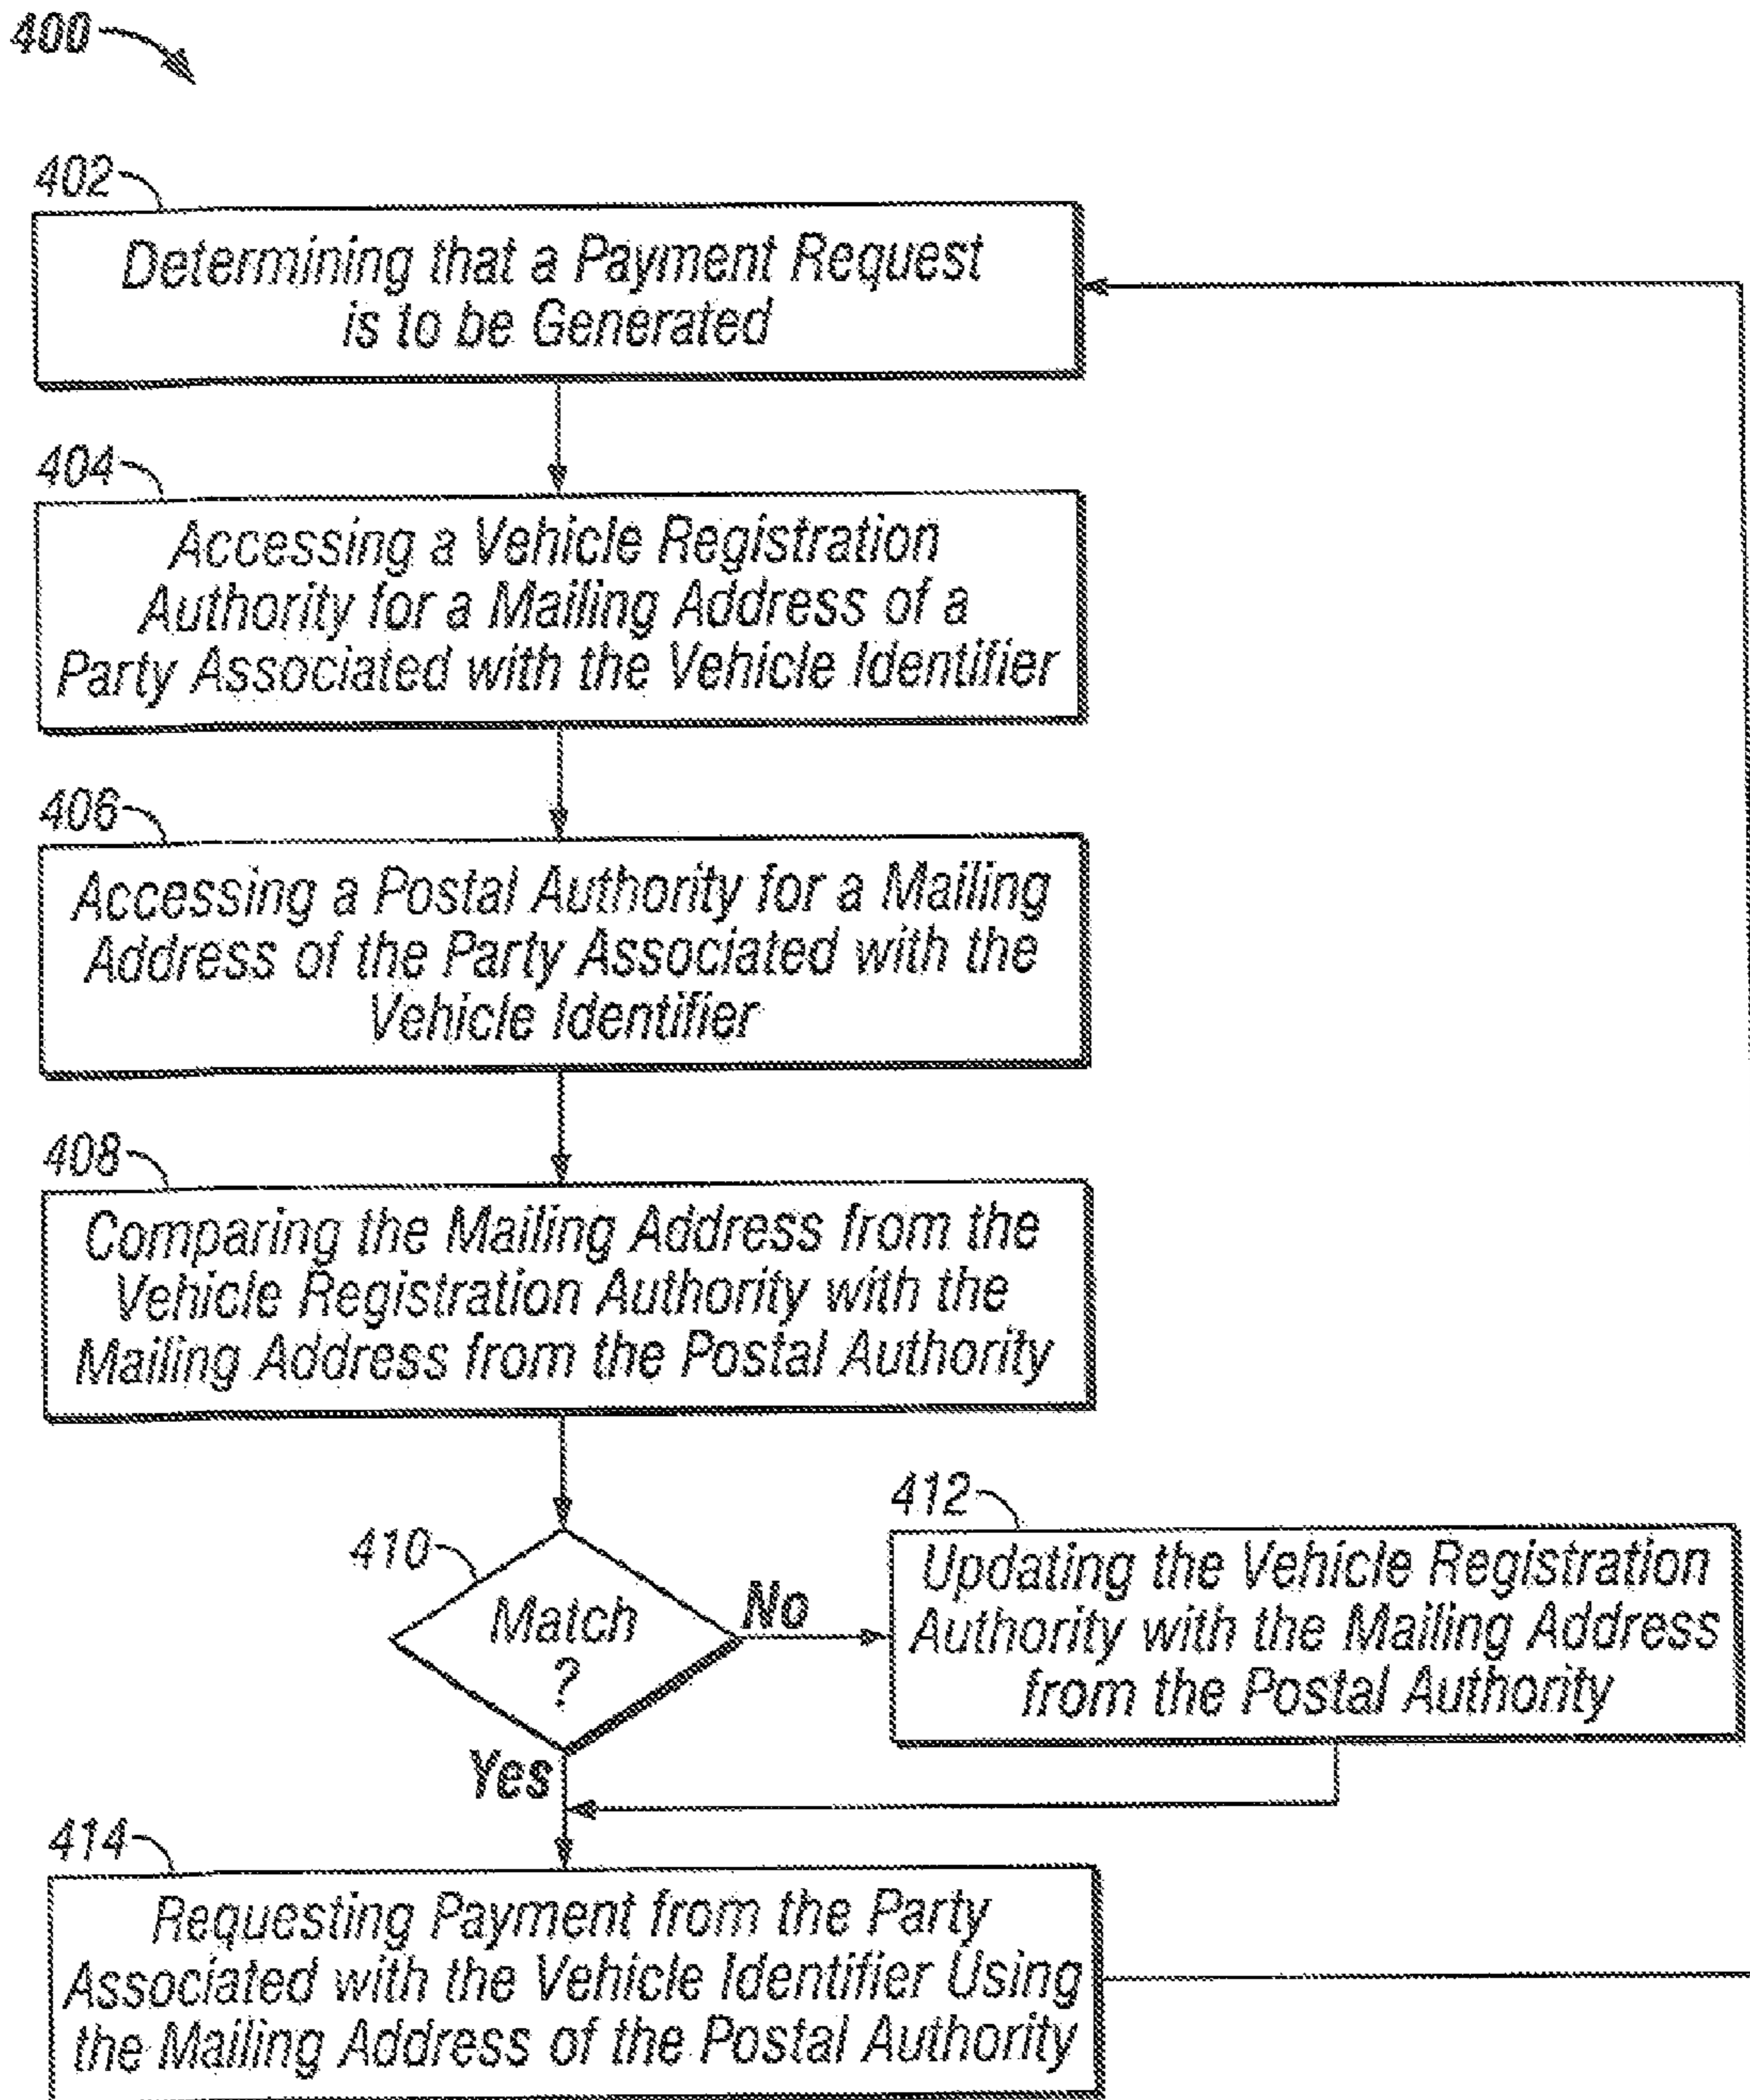 400
402
Determining that a Payment Request
is to be Generated
404
Accessing a Vehicle Registration
Authority for a Mailing Address of a
Party Associated with the Vehicle Identifier
406
Accessing a Postal Authority for a Mailing
Address of the Party Associated with the
Vehicle Identifier
408
Comparing the Mailing Address from the
Vehicle Registration Authority with the
Mailing Address from the Postal Authority
410
Match
?
No
Yes
412
Updating the Vehicle Registration
Authority with the Mailing Address
from the Postal Authority
414
Requesting Payment from the Party
Associated with the Vehicle Identifier Using
the Mailing Address of the Postal Authority